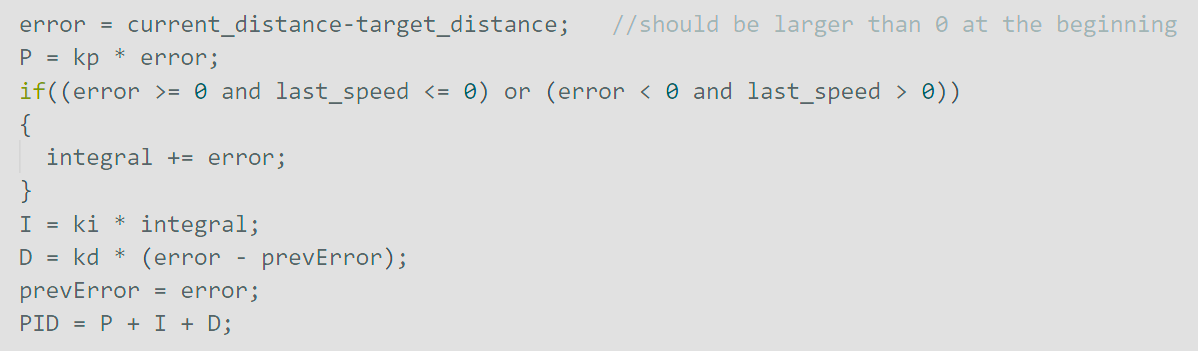 error = current_distance-target_distance;   //should be larger than 0 at the beginning
P = kp * error;
if((error >= 0 and last_speed <= 0) or (error < 0 and last_speed > 0))
{
  integral += error;
}
I = ki * integral;
D = kd * (error - prevError);
prevError = error;
PID = P + I + D;